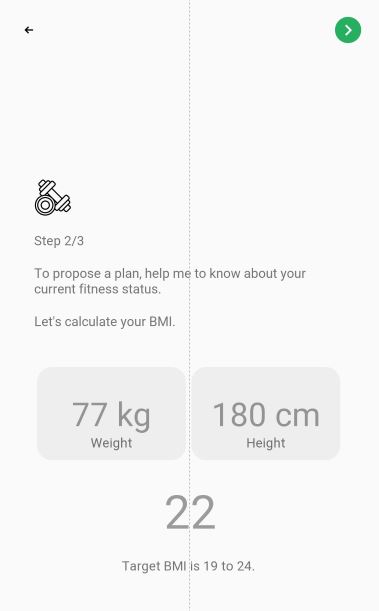 Step 2/3
To propose a plan, help me to know about your
current fitness status.
Let's calculate your BMI.
77 kg
Weight
180 cm
Height
22
Target BMI is 19 to 24.